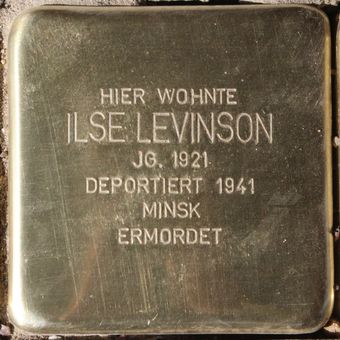 HIER WOHNTE
ILSE LEVINSON
JG. 1921
DEPORTIERT 1941
MINSK
ERMORDET